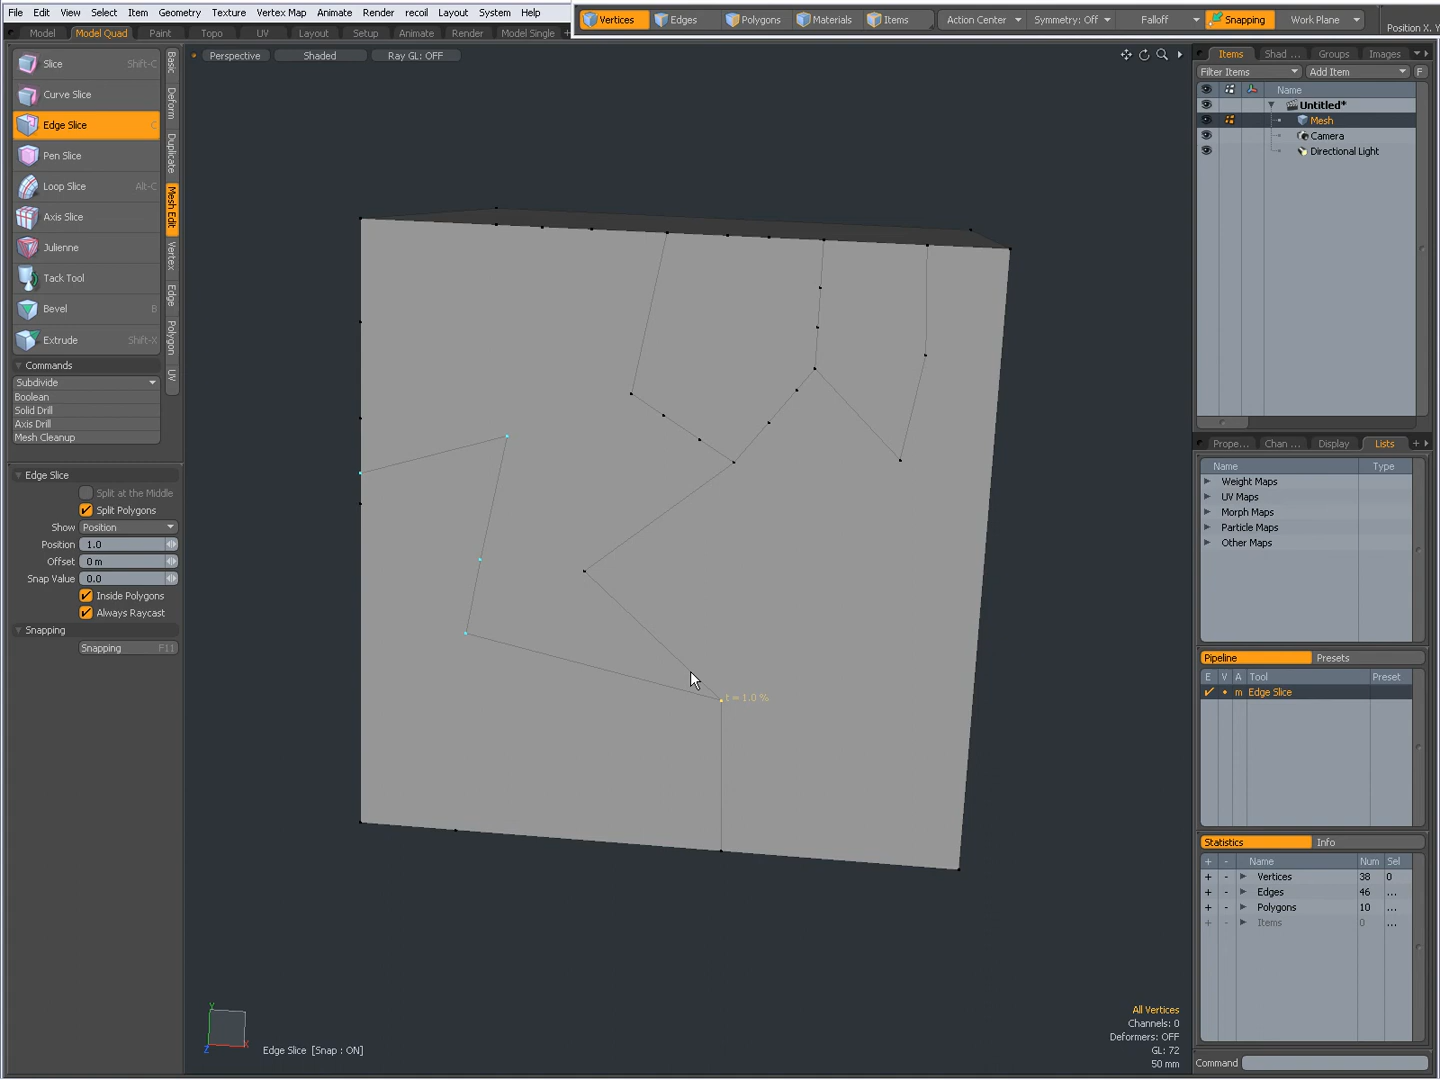 File Edit View Select Item Geometry Texture Vertex Map Animate Render recoil Layout System Help
Vertices Edges Polygons Materials Items Action Center Symmetry: Off Falloff Snapping Work Plane Position X, Y
Model Model Quad Paint Topo UV Layout Setup Animate Render Model Single +
Slice Shift-C
Curve Slice
Edge Slice C
Pen Slice
Loop Slice Alt-C
Axis Slice
Julienne
Tack Tool
Bevel B
Extrude Shift-X
Basic
Deform
Duplicate
Mesh Edit
Vertex
Edge
Polygon
UV
Commands
Subdivide
Boolean
Solid Drill
Axis Drill
Mesh Cleanup
Edge Slice
Split at the Middle
Split Polygons
Show Position
Position 1.0
Offset 0 m
Snap Value 0.0
Inside Polygons
Always Raycast
Snapping
Snapping F11
Perspective Shaded Ray GL: OFF
t = 1.0 %
Y
Z X
Edge Slice [Snap : ON]
All Vertices
Channels: 0
Deformers: OFF
GL: 72
50 mm
Items Shad ... Groups Images
Filter Items Add Item F
Name
Untitled*
Mesh
Camera
Directional Light
Prope... Chan ... Display Lists +
Name Type
Weight Maps
UV Maps
Morph Maps
Particle Maps
Other Maps
Pipeline Presets
E V A Tool Preset
m Edge Slice
Statistics Info
+ - Name Num Sel
+ - Vertices 38 0
+ - Edges 46 ...
+ - Polygons 10 ...
+ - Items 0 ...
Command